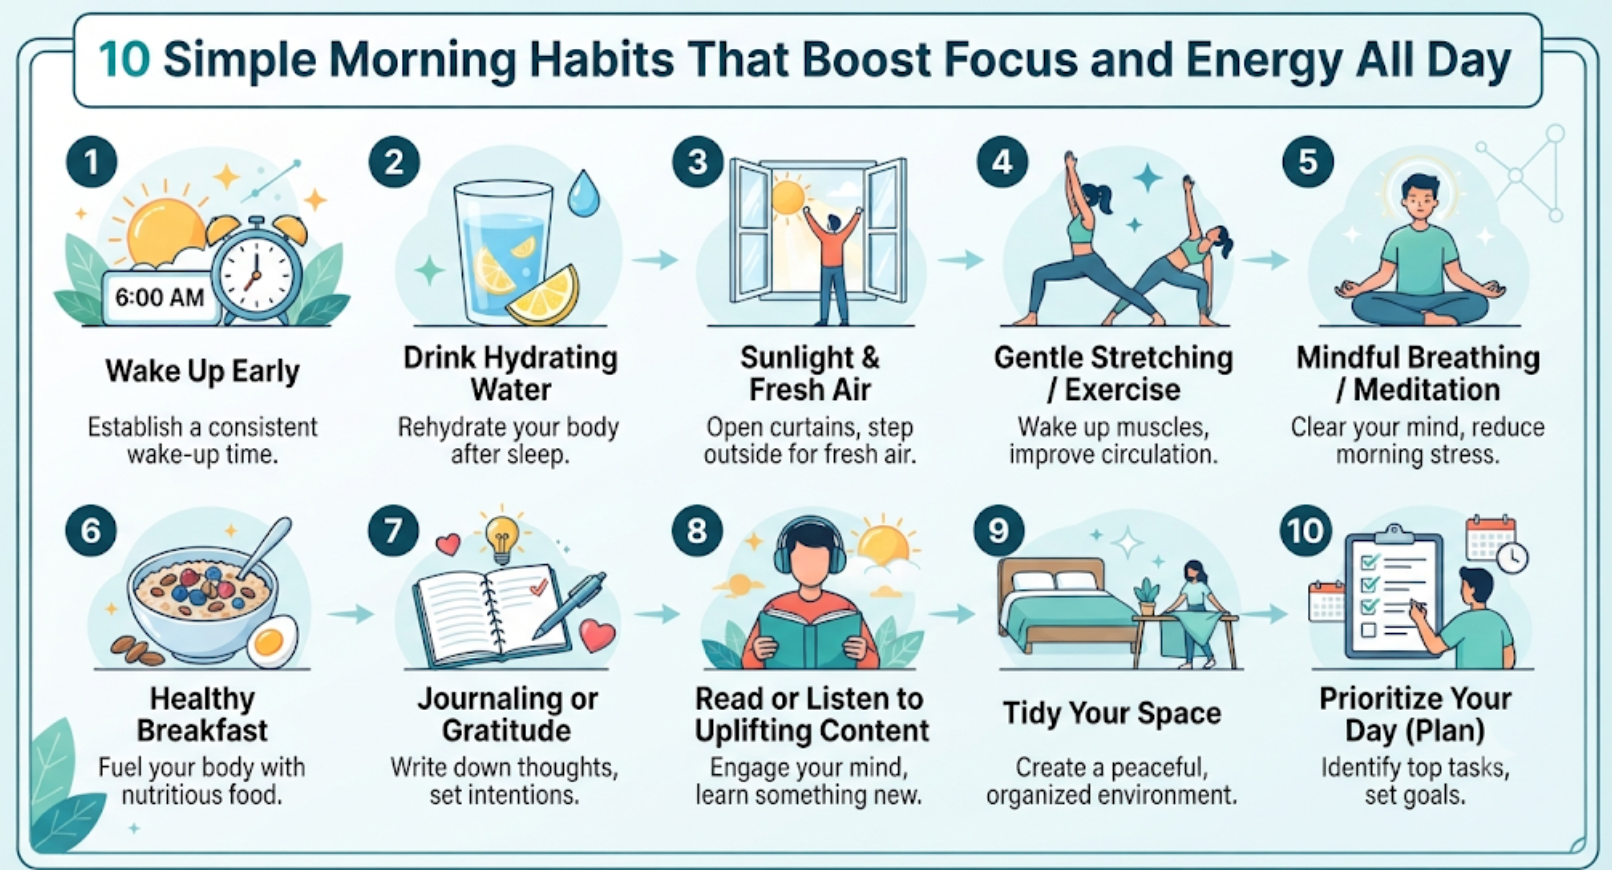 10 Simple Morning Habits That Boost Focus and Energy All Day
1
6:00 AM
Wake Up Early
Establish a consistent
wake-up time.
2
Drink Hydrating
Water
Rehydrate your body
after sleep.
3
Sunlight &
Fresh Air
Open curtains, step
outside for fresh air.
4
Gentle Stretching
/ Exercise
Wake up muscles,
improve circulation.
5
Mindful Breathing
/ Meditation
Clear your mind, reduce
morning stress.
6
Healthy
Breakfast
Fuel your body with
nutritious food.
7
Journaling or
Gratitude
Write down thoughts,
set intentions.
8
Read or Listen to
Uplifting Content
Engage your mind,
learn something new.
9
Tidy Your Space
Create a peaceful,
organized environment.
10
Prioritize Your
Day (Plan)
Identify top tasks,
set goals.